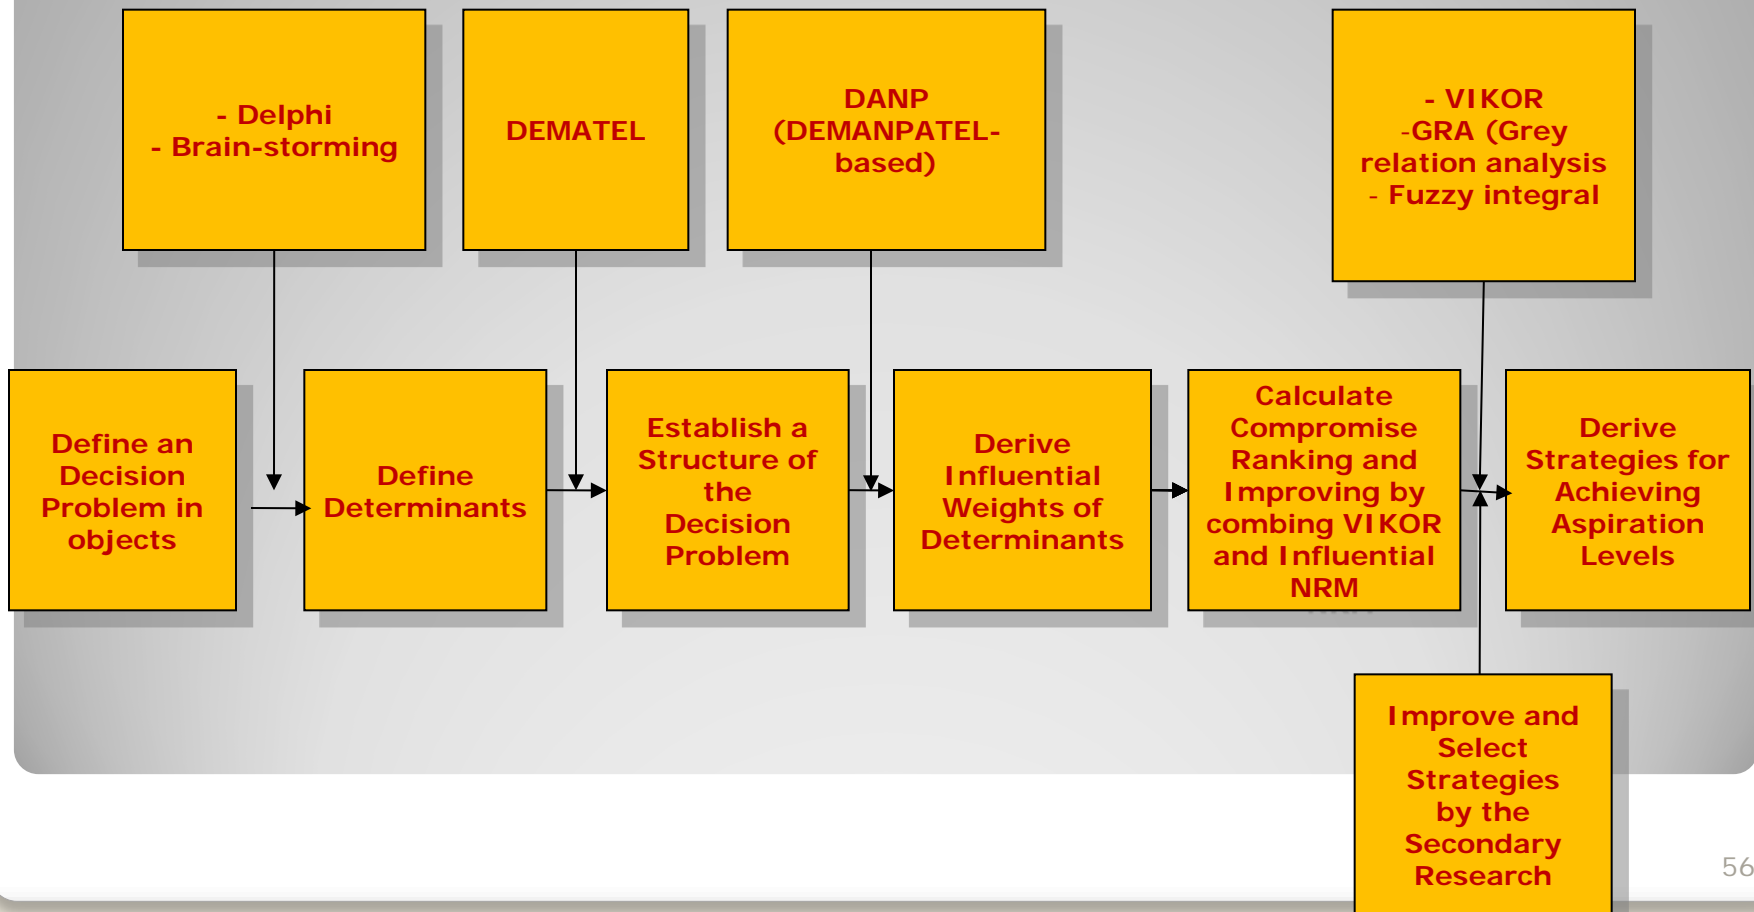 - Delphi
- Brain-storming
DEMATEL
DANP
(DEMANPATEL-
based)
- VIKOR
-GRA (Grey
relation analysis
- Fuzzy integral
Define an
Decision
Problem in
objects
Define
Determinants
Establish a
Structure of
the
Decision
Problem
Derive
Influential
Weights of
Determinants
Calculate
Compromise
Ranking and
Improving by
combing VIKOR
and Influential
NRM
Derive
Strategies for
Achieving
Aspiration
Levels
Improve and
Select
Strategies
by the
Secondary
Research
56